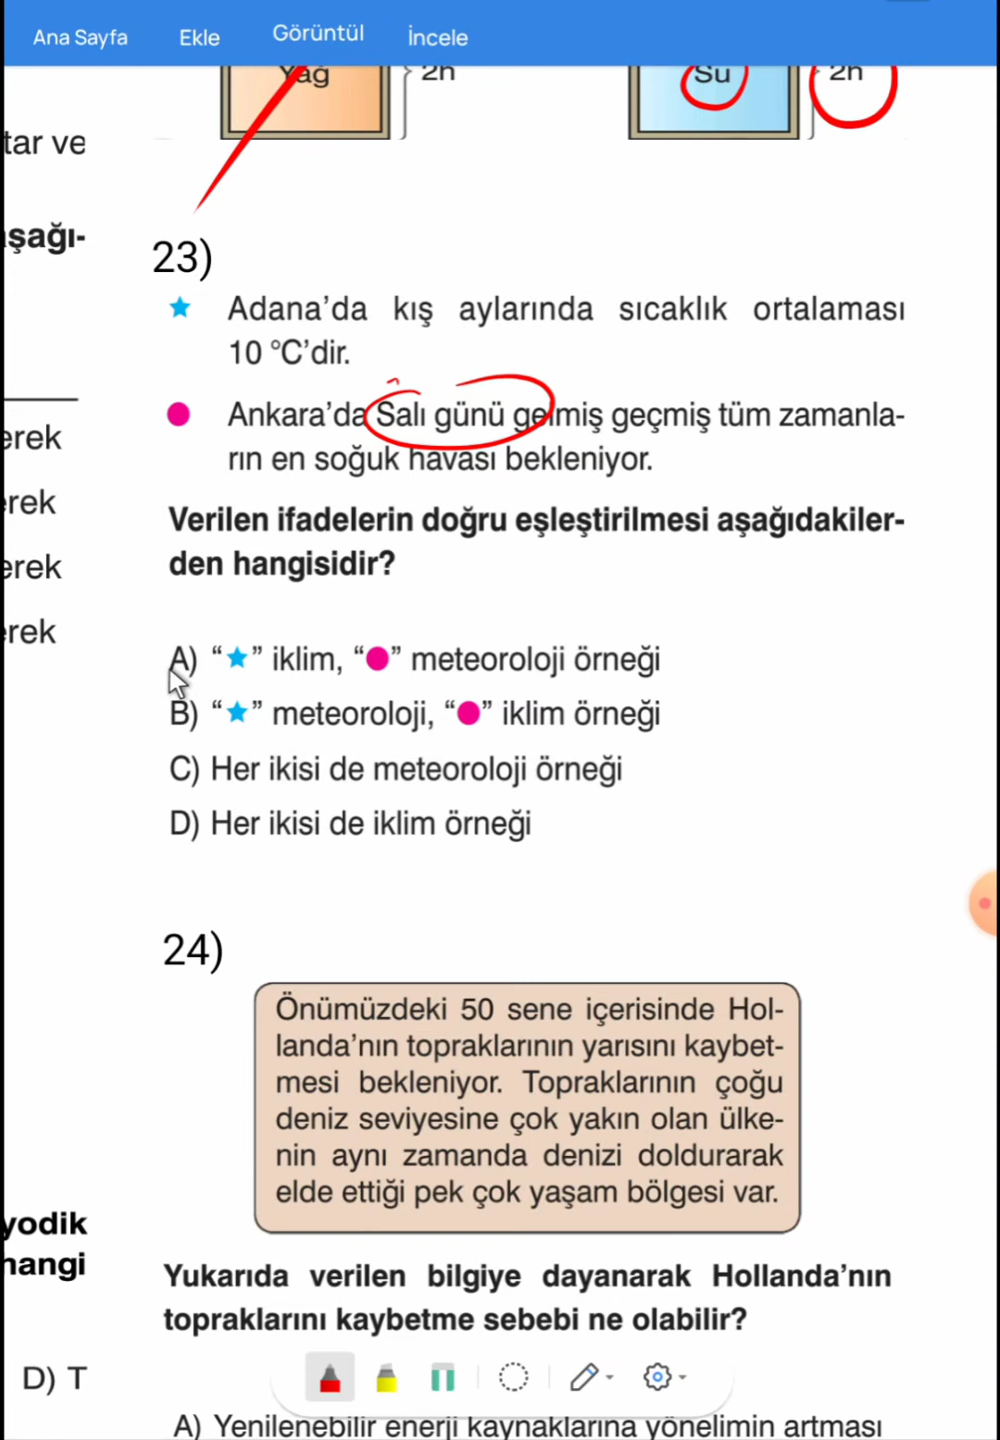 Ana Sayfa Ekle Görüntül İncele
Yağ 2h Su 2h
tar ve
şağı-
erek
rek
erek
rek
yodik
hangi
D) T
23)
★ Adana’da kış aylarında sıcaklık ortalaması
10 °C’dir.
● Ankara’da Salı günü gelmiş geçmiş tüm zamanla-
rın en soğuk havası bekleniyor.
Verilen ifadelerin doğru eşleştirilmesi aşağıdakiler-
den hangisidir?
A) “★” iklim, “●” meteoroloji örneği
B) “★” meteoroloji, “●” iklim örneği
C) Her ikisi de meteoroloji örneği
D) Her ikisi de iklim örneği
24)
Önümüzdeki 50 sene içerisinde Hol-
landa’nın topraklarının yarısını kaybet-
mesi bekleniyor. Topraklarının çoğu
deniz seviyesine çok yakın olan ülke-
nin aynı zamanda denizi doldurarak
elde ettiği pek çok yaşam bölgesi var.
Yukarıda verilen bilgiye dayanarak Hollanda’nın
topraklarını kaybetme sebebi ne olabilir?
A) Yenilenebilir enerji kaynaklarına yönelimin artması